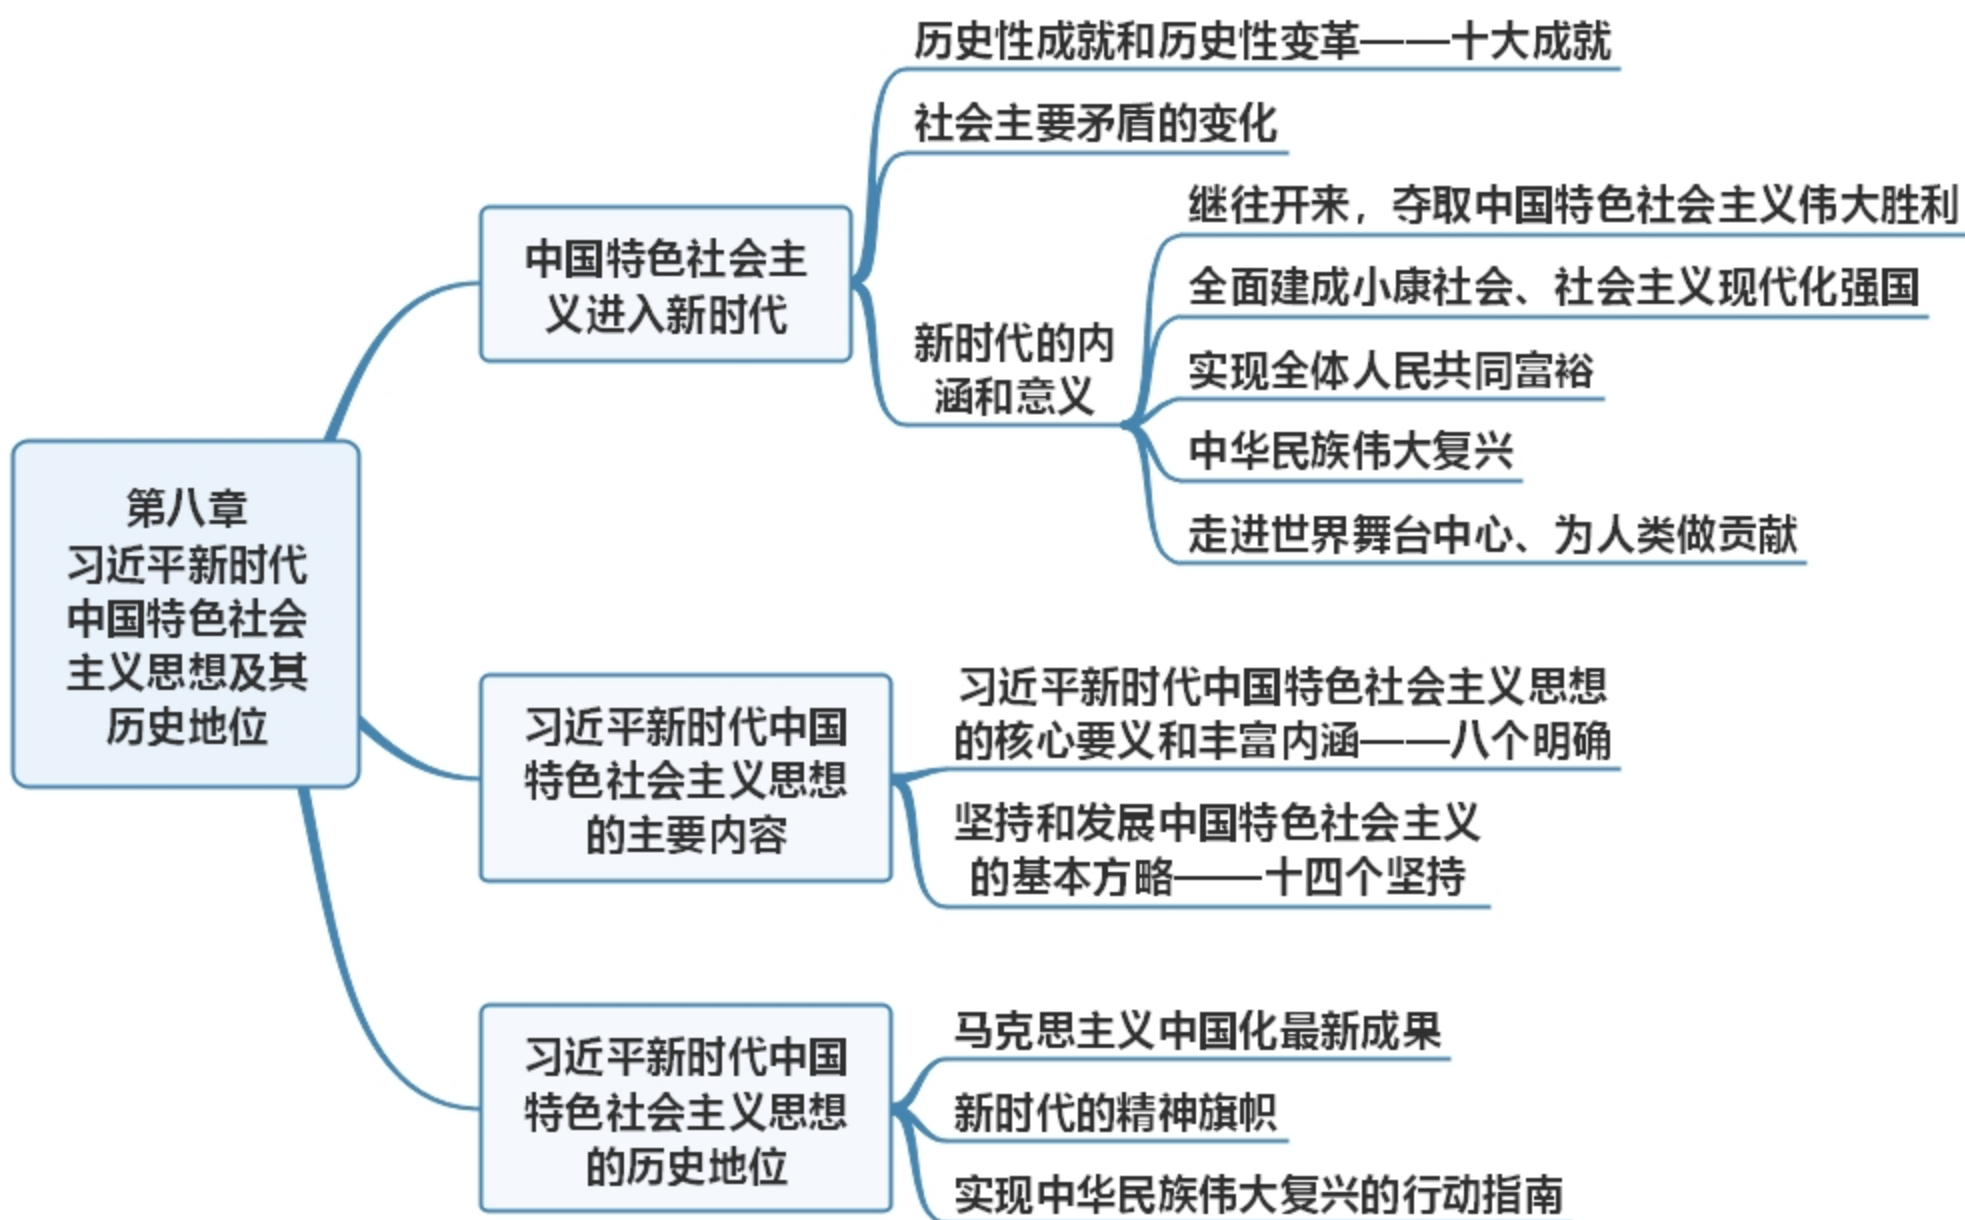 第八章
习近平新时代
中国特色社会
主义思想及其
历史地位
中国特色社会主
义进入新时代
历史性成就和历史性变革——十大成就
社会主要矛盾的变化
新时代的内
涵和意义
继往开来，夺取中国特色社会主义伟大胜利
全面建成小康社会、社会主义现代化强国
实现全体人民共同富裕
中华民族伟大复兴
走进世界舞台中心、为人类做贡献
习近平新时代中国
特色社会主义思想
的主要内容
习近平新时代中国特色社会主义思想
的核心要义和丰富内涵——八个明确
坚持和发展中国特色社会主义
的基本方略——十四个坚持
习近平新时代中国
特色社会主义思想
的历史地位
马克思主义中国化最新成果
新时代的精神旗帜
实现中华民族伟大复兴的行动指南